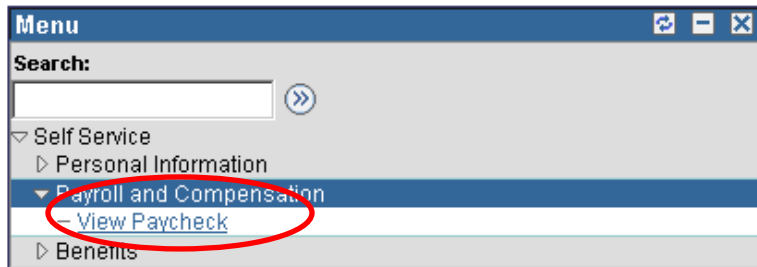 Menu
Search:
Self Service
Personal Information
Payroll and Compensation
View Paycheck
Benefits